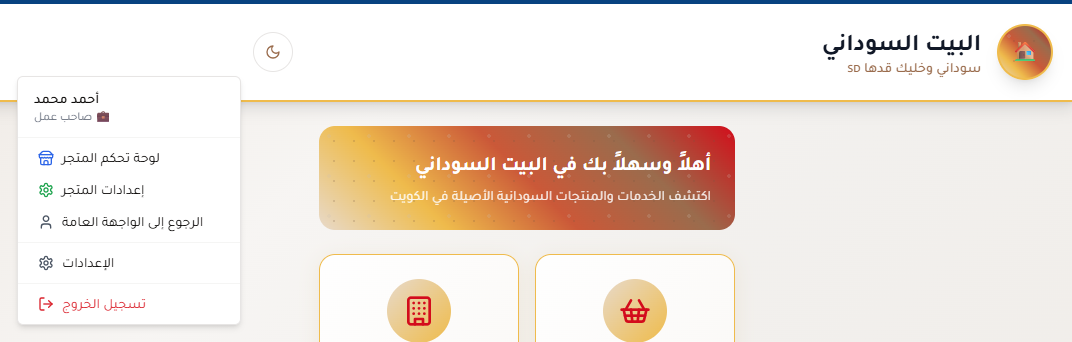 البيت السوداني
سوداني وخليك قدها SD
أحمد محمد
صاحب عمل
لوحة تحكم المتجر
إعدادات المتجر
الرجوع إلى الواجهة العامة
الإعدادات
تسجيل الخروج
أهلاً وسهلاً بك في البيت السوداني
اكتشف الخدمات والمنتجات السودانية الأصيلة في الكويت